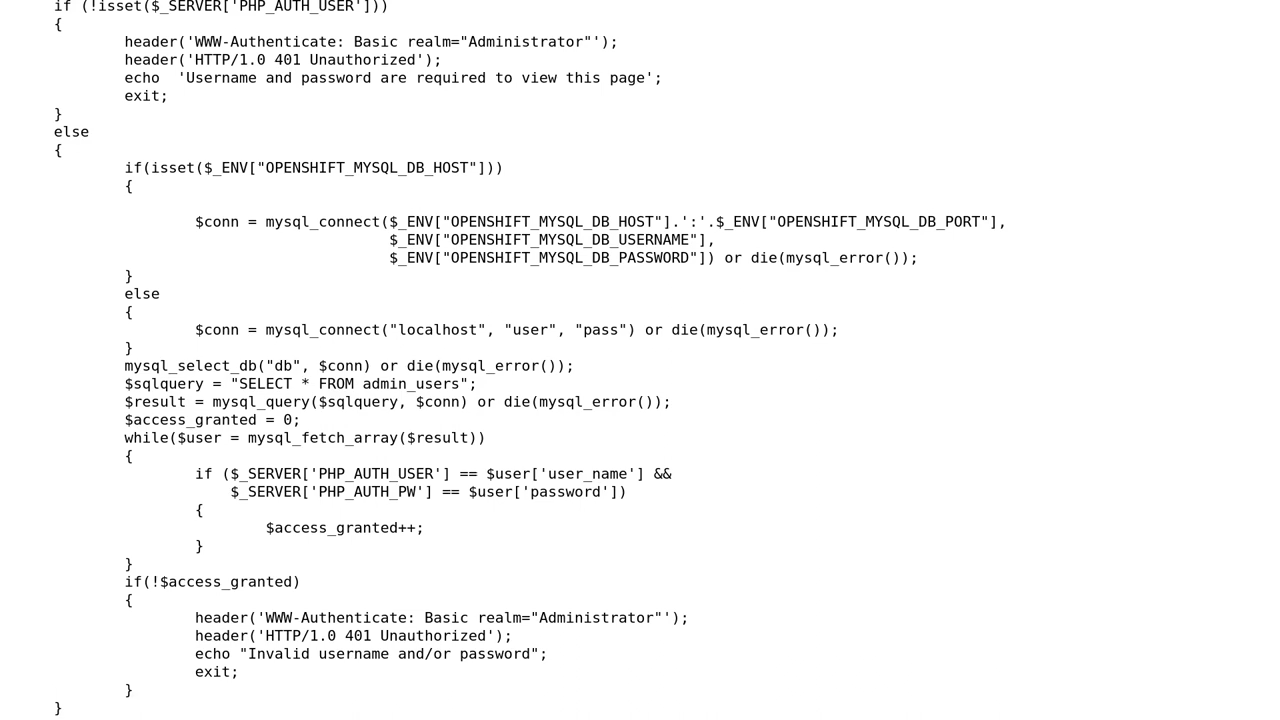 if (!isset($_SERVER['PHP_AUTH_USER']))
{
header('WWW-Authenticate: Basic realm="Administrator"');
header('HTTP/1.0 401 Unauthorized');
echo  'Username and password are required to view this page';
exit;
}
else
{
if(isset($_ENV["OPENSHIFT_MYSQL_DB_HOST"]))
{
$conn = mysql_connect($_ENV["OPENSHIFT_MYSQL_DB_HOST"].':'.$_ENV["OPENSHIFT_MYSQL_DB_PORT"],
$_ENV["OPENSHIFT_MYSQL_DB_USERNAME"],
$_ENV["OPENSHIFT_MYSQL_DB_PASSWORD"]) or die(mysql_error());
}
else
{
$conn = mysql_connect("localhost", "user", "pass") or die(mysql_error());
}
mysql_select_db("db", $conn) or die(mysql_error());
$sqlquery = "SELECT * FROM admin_users";
$result = mysql_query($sqlquery, $conn) or die(mysql_error());
$access_granted = 0;
while($user = mysql_fetch_array($result))
{
if ($_SERVER['PHP_AUTH_USER'] == $user['user_name'] &&
$_SERVER['PHP_AUTH_PW'] == $user['password'])
{
$access_granted++;
}
}
if(!$access_granted)
{
header('WWW-Authenticate: Basic realm="Administrator"');
header('HTTP/1.0 401 Unauthorized');
echo "Invalid username and/or password";
exit;
}
}